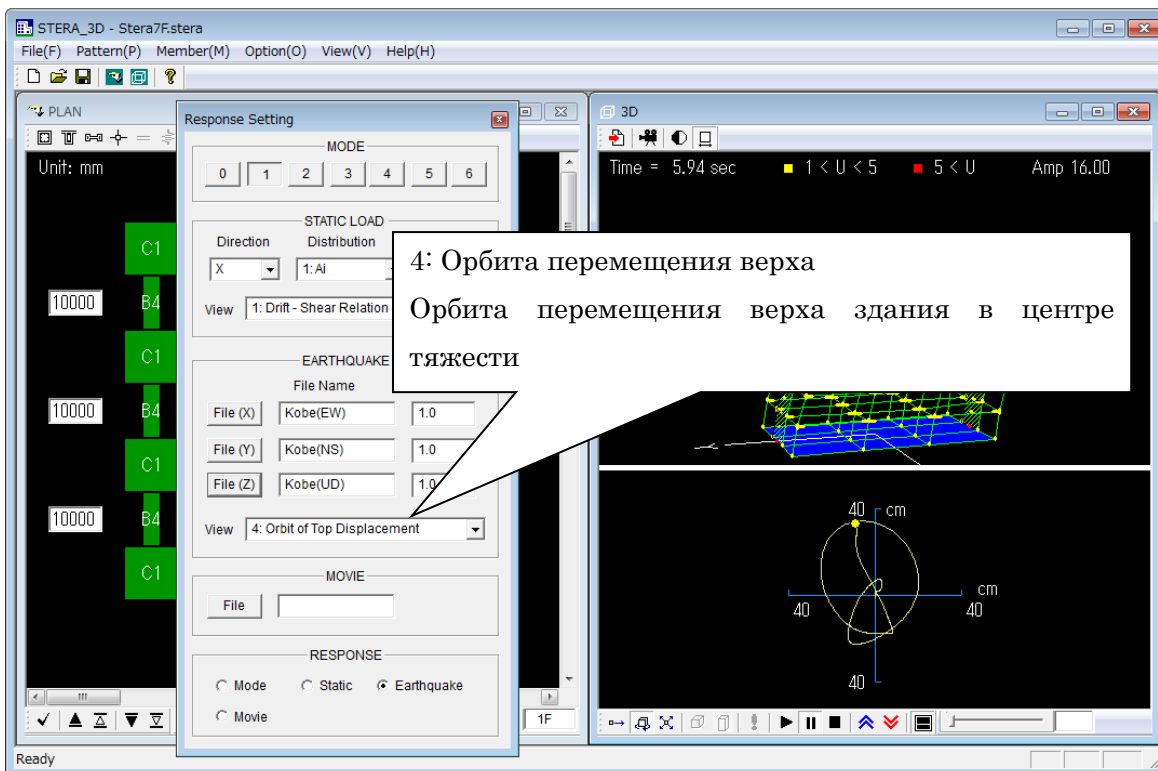 STERA_3D - Stera7F.stera
File(F) Pattern(P) Member(M) Option(O) View(V) Help(H)
PLAN
Unit: mm
C1
10000 B4
C1
10000 B4
C1
10000 B4
C1
1F
Response Setting
MODE
0 1 2 3 4 5 6
STATIC LOAD
Direction Distribution
X 1: Ai
View 1: Drift - Shear Relation
EARTHQUAKE
File Name
File (X) Kobe(EW) 1.0
File (Y) Kobe(NS) 1.0
File (Z) Kobe(UD) 1.0
View 4: Orbit of Top Displacement
MOVIE
File
RESPONSE
Mode Static Earthquake
Movie
4: Орбита перемещения верха
Орбита перемещения верха здания в центре
тяжести
3D
Time = 5.94 sec 1 < U < 5 5 < U Amp 16.00
40 cm
cm
40 40
40
Ready